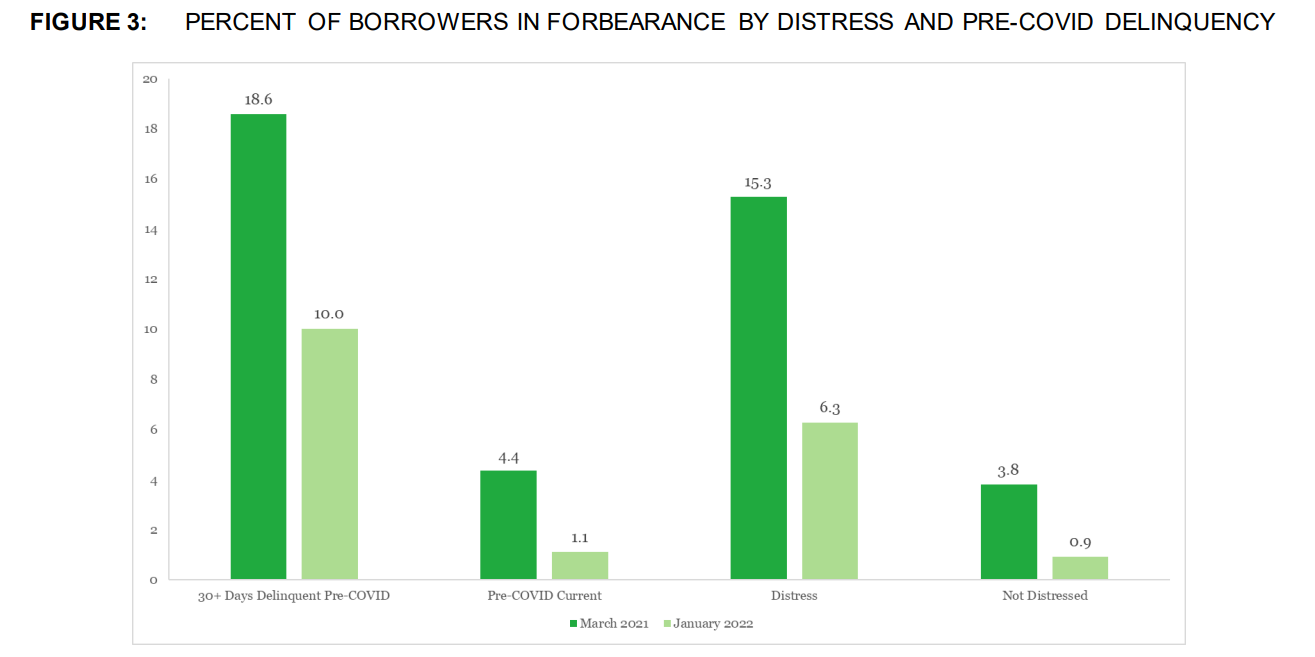 FIGURE 3: PERCENT OF BORROWERS IN FORBEARANCE BY DISTRESS AND PRE-COVID DELINQUENCY
20
18
16
14
12
10
8
6
4
2
0
18.6
10.0
4.4
1.1
15.3
6.3
3.8
0.9
30+ Days Delinquent Pre-COVID
Pre-COVID Current
Distress
Not Distressed
March 2021
January 2022